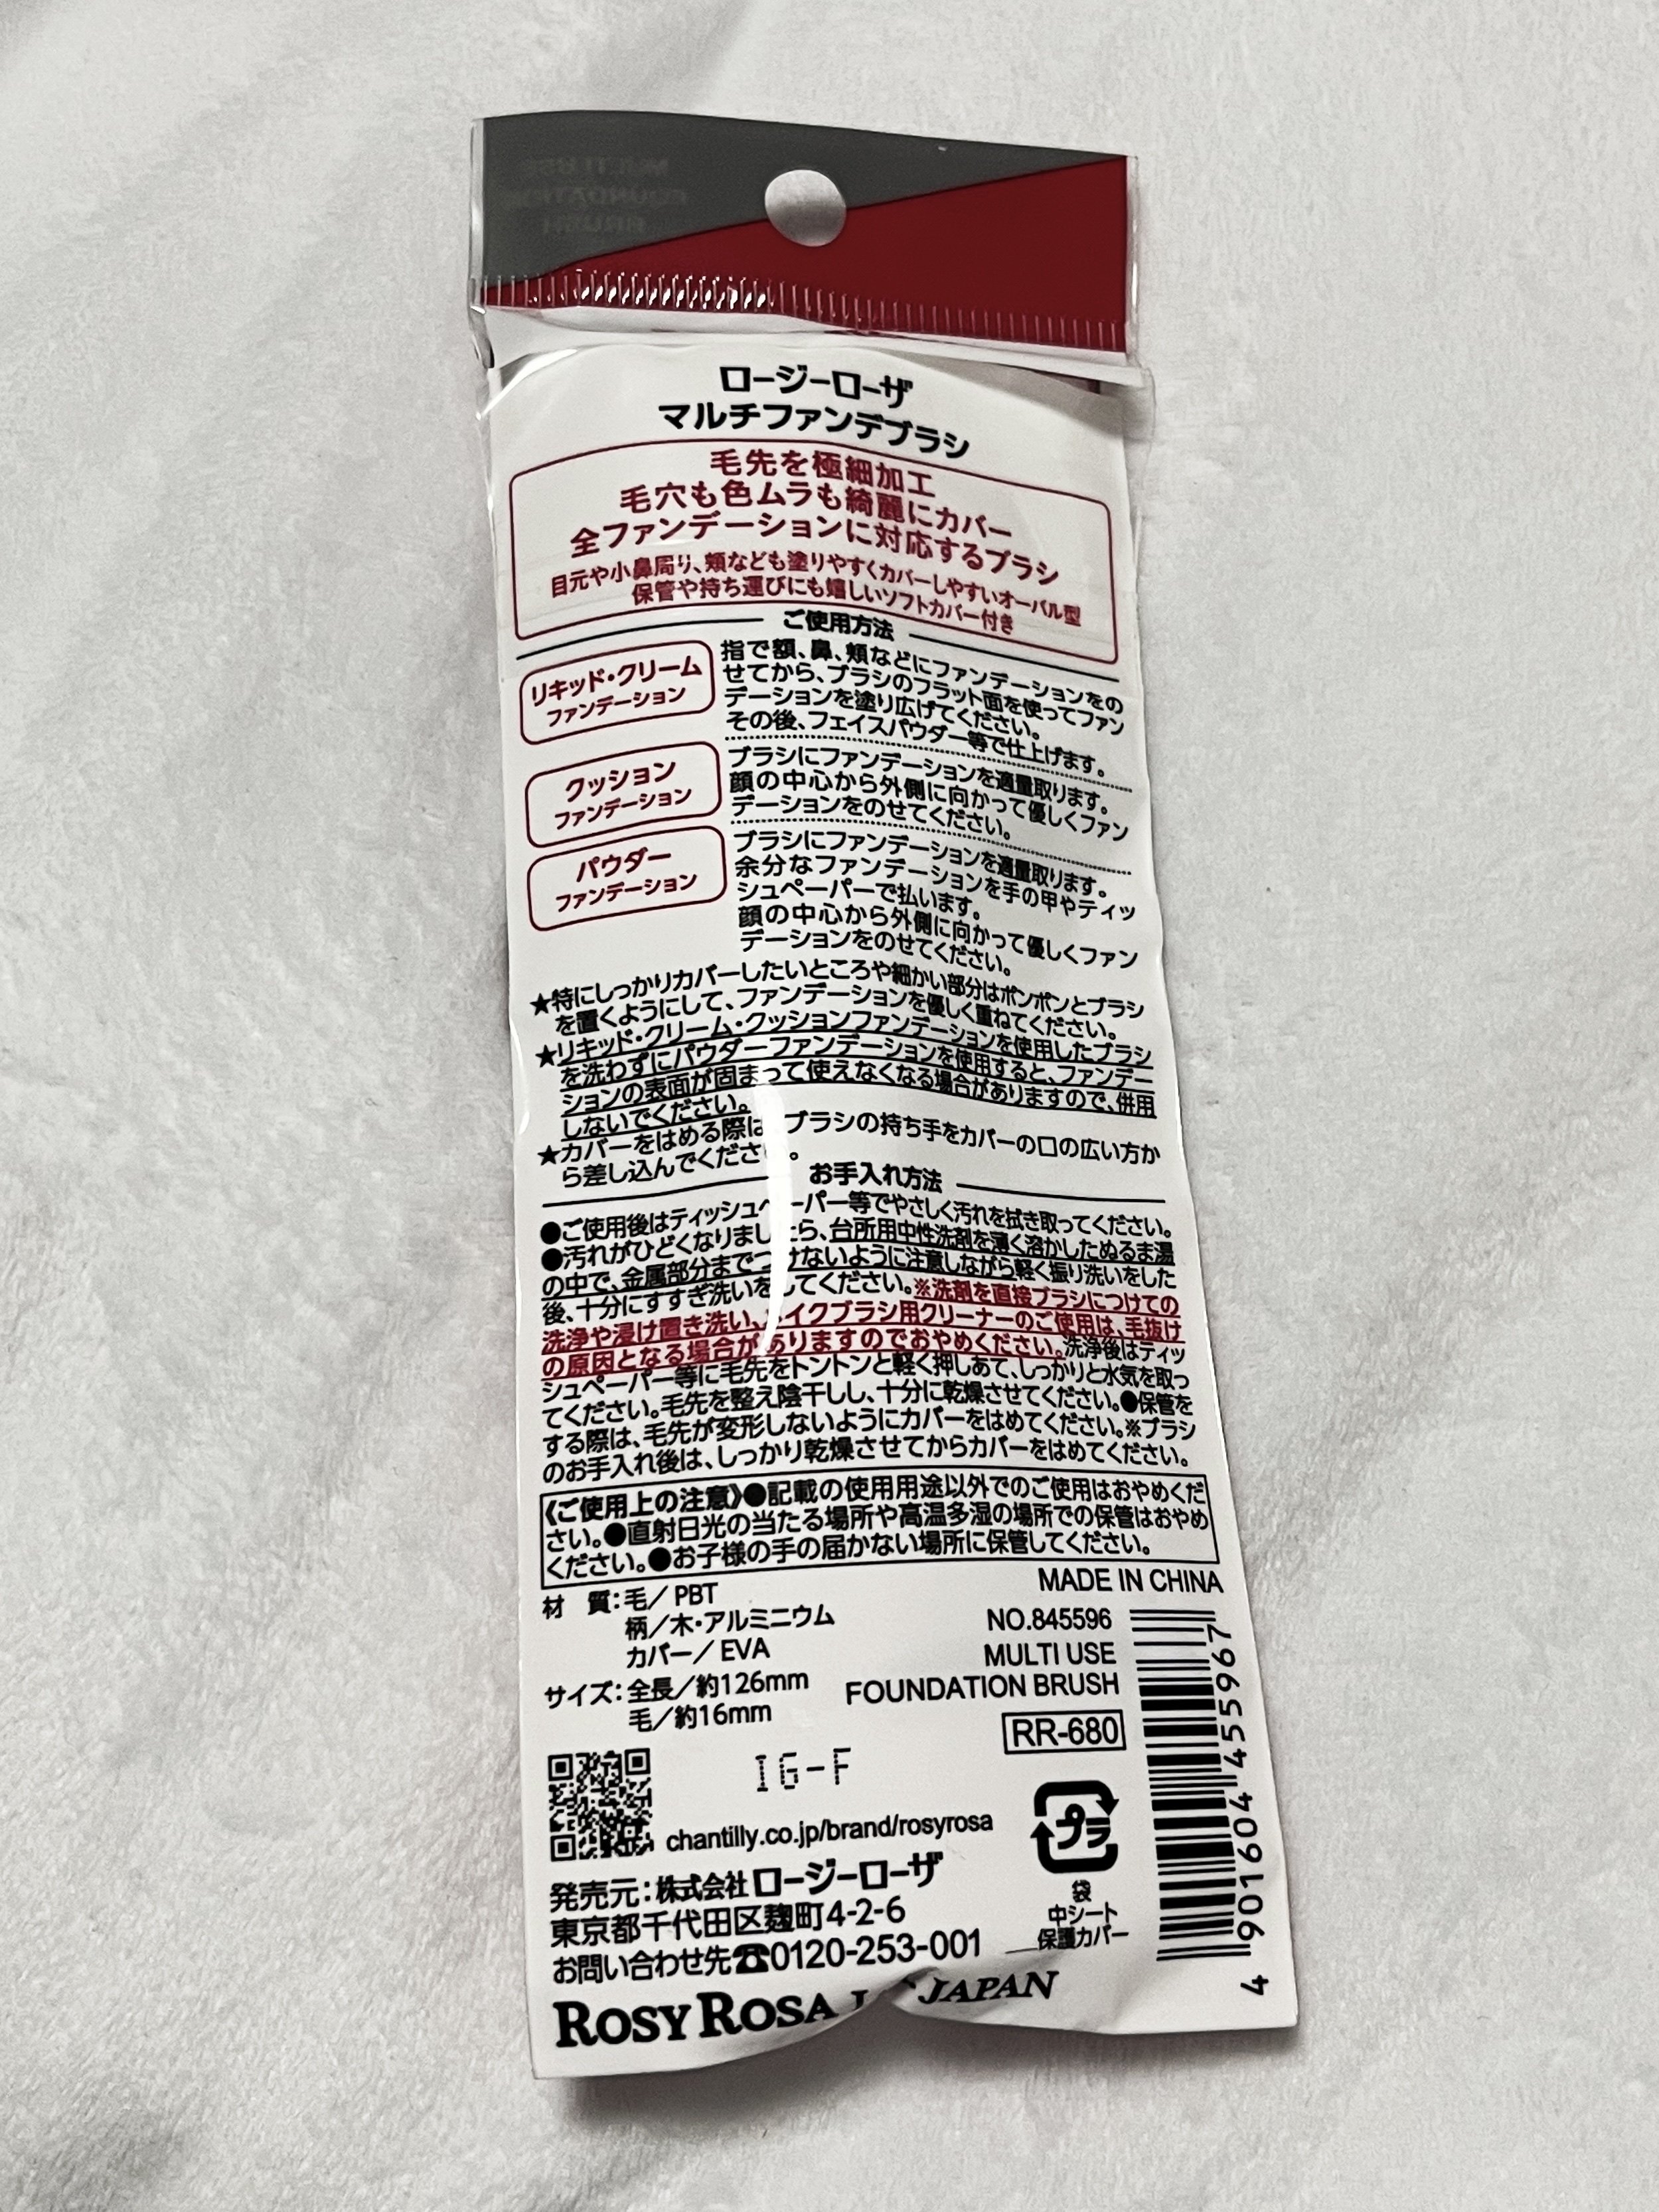 ロージーローザ
マルチファンデブラシ
毛先を極細加工
毛穴も色ムラも綺麗にカバー
全ファンデーションに対応するブラシ
目元や小鼻周り、頬なども塗りやすくカバーしやすいオーバル型
保管や持ち運びにも嬉しいソフトカバー付き
ご使用方法
リキッド・クリーム
ファンデーション
指で額、鼻、頬などにファンデーションをの
せてから、ブラシのフラット面を使ってファン
デーションを塗り広げてください。
その後、フェイスパウダー等で仕上げます。
クッション
ファンデーション
ブラシにファンデーションを適量取ります。
顔の中心から外側に向かって優しくファン
デーションをのせてください。
パウダー
ファンデーション
ブラシにファンデーションを適量取ります。
余分なファンデーションを手の甲やティッ
シュペーパーで払います。
顔の中心から外側に向かって優しくファン
デーションをのせてください。
★特にしっかりカバーしたいところや細かい部分はポンポンとブラシ
を置くようにして、ファンデーションを優しく重ねてください。
★リキッド・クリーム・クッションファンデーションを使用したブラシ
を洗わずにパウダーファンデーションを使用すると、ファンデー
ションの表面が固まって使えなくなる場合がありますので、併用
しないでください。
★カバーをはめる際は、ブラシの持ち手をカバーの口の広い方か
ら差し込んでください。
お手入れ方法
●ご使用後はティッシュペーパー等でやさしく汚れを拭き取ってください。
●汚れがひどくなりましたら、台所用中性洗剤を薄く溶かしたぬるま湯
の中で、金属部分までつけないように注意しながら軽く振り洗いをした
後、十分にすすぎ洗いをしてください。※洗剤を直接ブラシにつけての
洗浄や浸け置き洗い、メイクブラシ用クリーナーのご使用は、毛抜け
の原因となる場合がありますのでおやめください。洗浄後はティッ
シュペーパー等に毛先をトントンと軽く押しあて、しっかりと水気を取っ
てください。毛先を整え陰干しし、十分に乾燥させてください。●保管を
する際は、毛先が変形しないようにカバーをはめてください。※ブラシ
のお手入れ後は、しっかり乾燥させてからカバーをはめてください。
《ご使用上の注意》●記載の使用用途以外でのご使用はおやめくだ
さい。●直射日光の当たる場所や高温多湿の場所での保管はおやめ
ください。●お子様の手の届かない場所に保管してください。
材 質：毛／PBT
柄／木・アルミニウム
カバー／EVA
サイズ：全長／約126mm
毛／約16mm
MADE IN CHINA
NO.845596
MULTI USE
FOUNDATION BRUSH
RR-680
IG-F
chantilly.co.jp/brand/rosyrosa
プラ
袋
中シート
保護カバー
発売元：株式会社ロージーローザ
東京都千代田区麹町4-2-6
お問い合わせ先☎0120-253-001
ROSY ROSA JAPAN
4 901604 455967